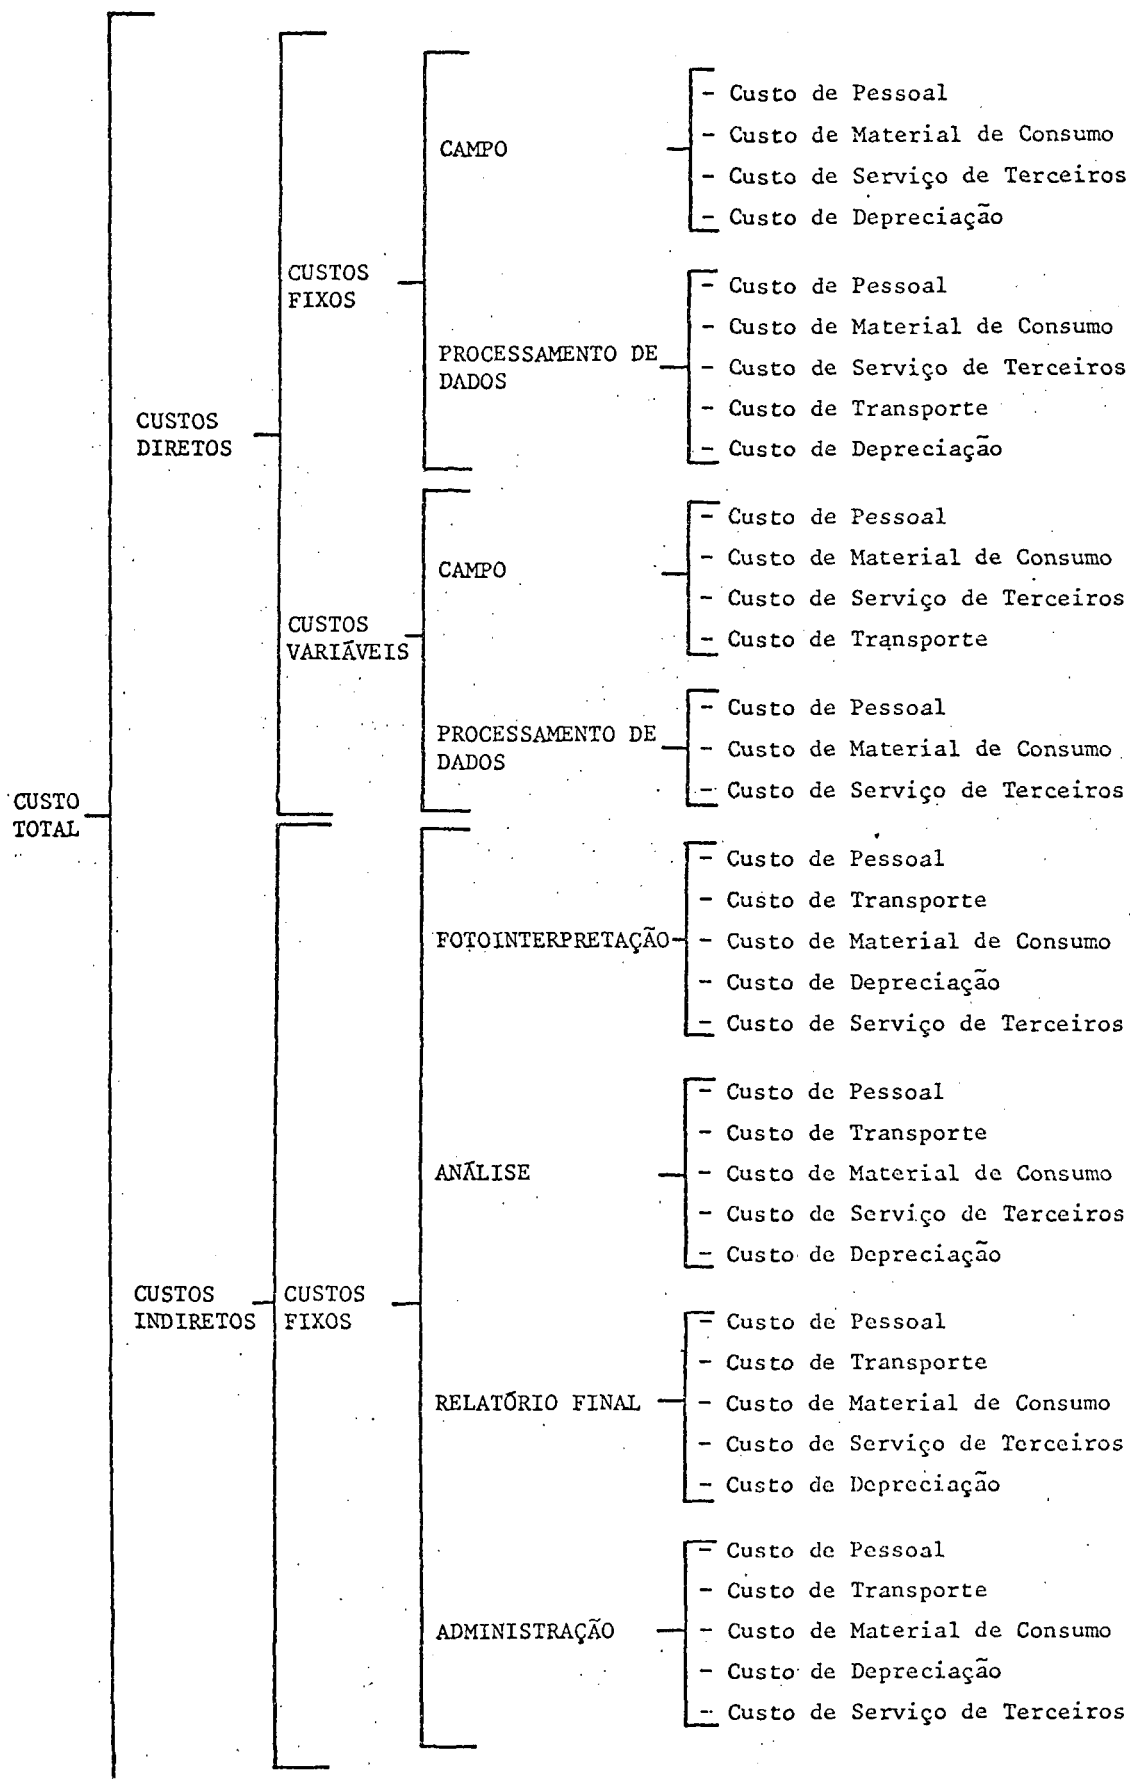 CUSTO
TOTAL
CUSTOS
DIRETOS
CUSTOS
FIXOS
CAMPO
- Custo de Pessoal
- Custo de Material de Consumo
- Custo de Serviço de Terceiros
- Custo de Depreciação
PROCESSAMENTO DE
DADOS
- Custo de Pessoal
- Custo de Material de Consumo
- Custo de Serviço de Terceiros
- Custo de Transporte
- Custo de Depreciação
CUSTOS
VARIÁVEIS
CAMPO
- Custo de Pessoal
- Custo de Material de Consumo
- Custo de Serviço de Terceiros
- Custo de Transporte
PROCESSAMENTO DE
DADOS
- Custo de Pessoal
- Custo de Material de Consumo
- Custo de Serviço de Terceiros
CUSTOS
INDIRETOS
CUSTOS
FIXOS
FOTOINTERPRETAÇÃO
- Custo de Pessoal
- Custo de Transporte
- Custo de Material de Consumo
- Custo de Depreciação
- Custo de Serviço de Terceiros
ANÁLISE
- Custo de Pessoal
- Custo de Transporte
- Custo de Material de Consumo
- Custo de Serviço de Terceiros
- Custo de Depreciação
RELATÓRIO FINAL
- Custo de Pessoal
- Custo de Transporte
- Custo de Material de Consumo
- Custo de Serviço de Terceiros
- Custo de Depreciação
ADMINISTRAÇÃO
- Custo de Pessoal
- Custo de Transporte
- Custo de Material de Consumo
- Custo de Depreciação
- Custo de Serviço de Terceiros